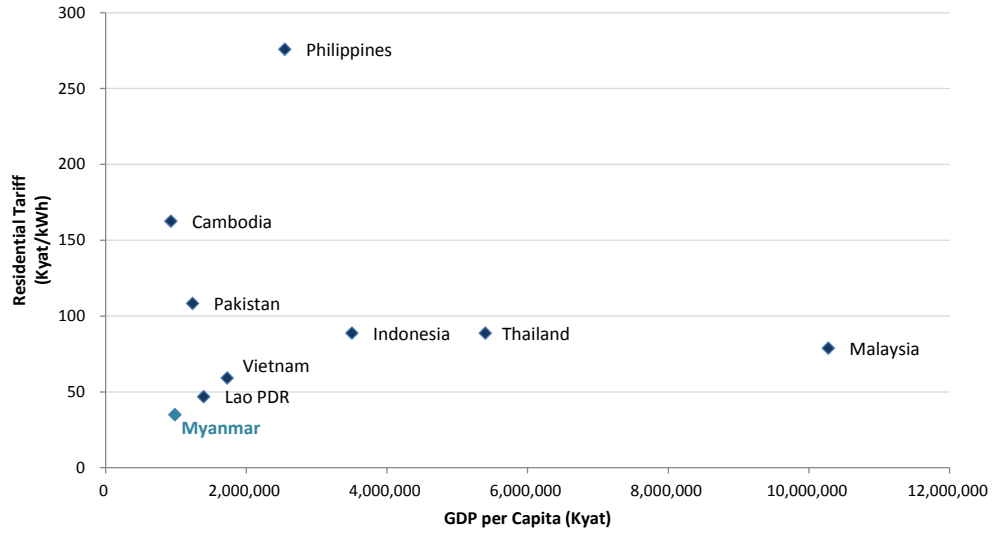 300
Philippines
250
200
Cambodia
150
Residential Tariff
(Kyat/kWh)
Pakistan
100
Indonesia
Thailand
Malaysia
Vietnam
50
Lao PDR
Myanmar
0
0
2,000,000
4,000,000
6,000,000
8,000,000
10,000,000
12,000,000
GDP per Capita (Kyat)